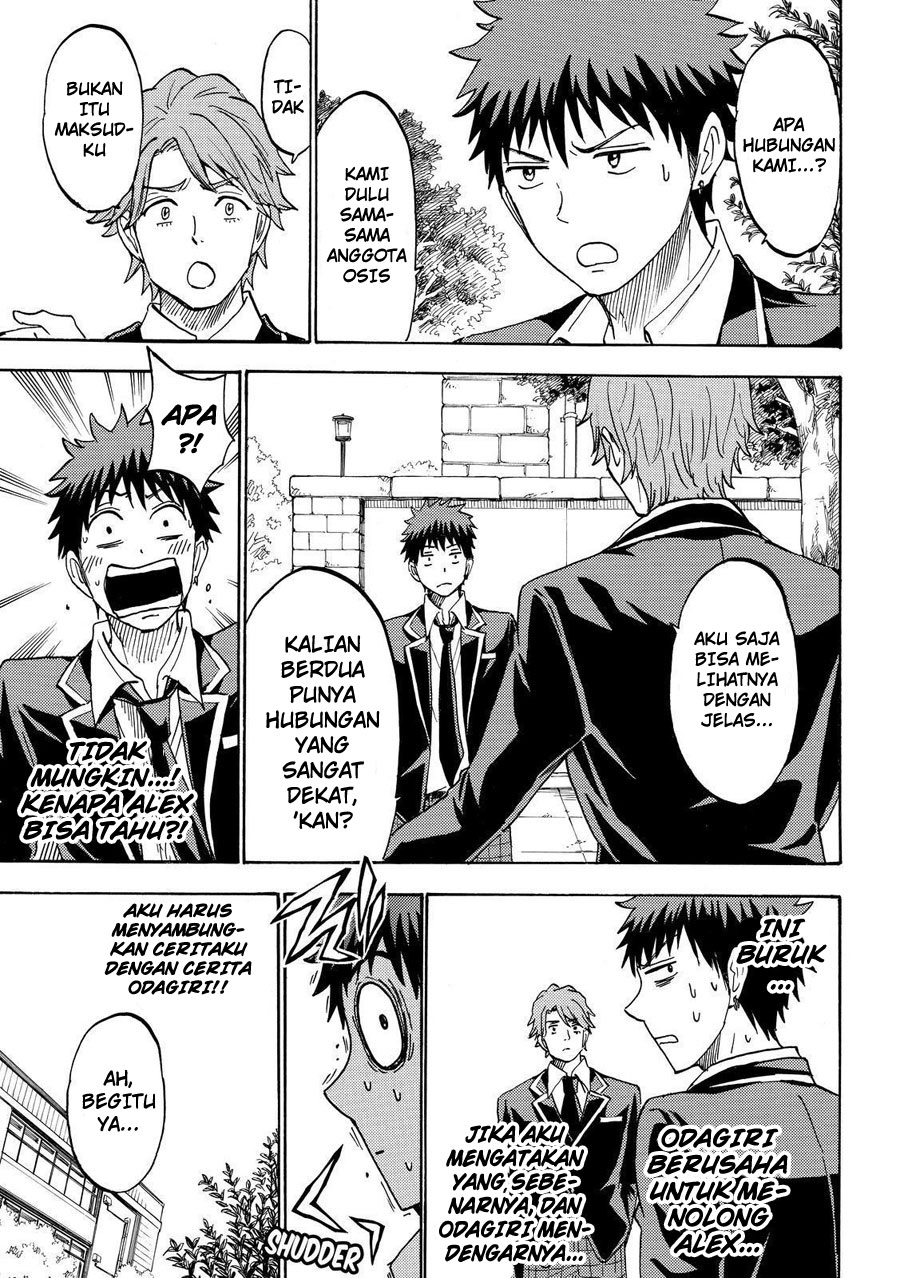 APA
HUBUNGAN
KAMI...?
KAMI
DULU
SAMA-
SAMA
ANGGOTA
OSIS
TI-
DAK
BUKAN
ITU
MAKSUD-
KU
AKU SAJA
BISA ME-
LIHATNYA
DENGAN
JELAS...
KALIAN
BERDUA
PUNYA
HUBUNGAN
YANG
SANGAT
DEKAT,
'KAN?
APA
?!
TIDAK
MUNGKIN...!
KENAPA ALEX
BISA TAHU?!
INI
BURUK
...
ODAGIRI
BERUSAHA
UNTUK ME-
NOLONG
ALEX...
JIKA AKU
MENGATAKAN
YANG SEBE-
NARNYA, DAN
ODAGIRI MEN-
DENGARNYA...
SHUDDER
AKU HARUS
MENYAMBUNG-
KAN CERITAKU
DENGAN CERITA
ODAGIRI!!
AH,
BEGITU
YA...